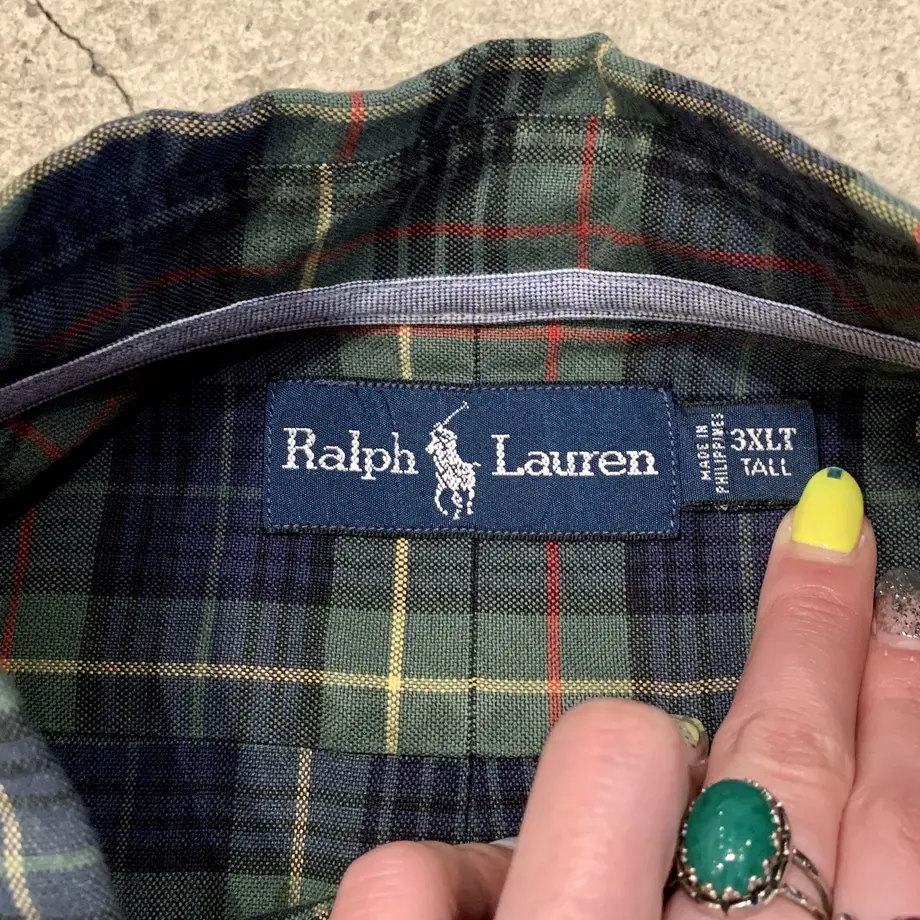 Ralph Lauren
MADE IN
PHILIPPINES
3XLT
TALL